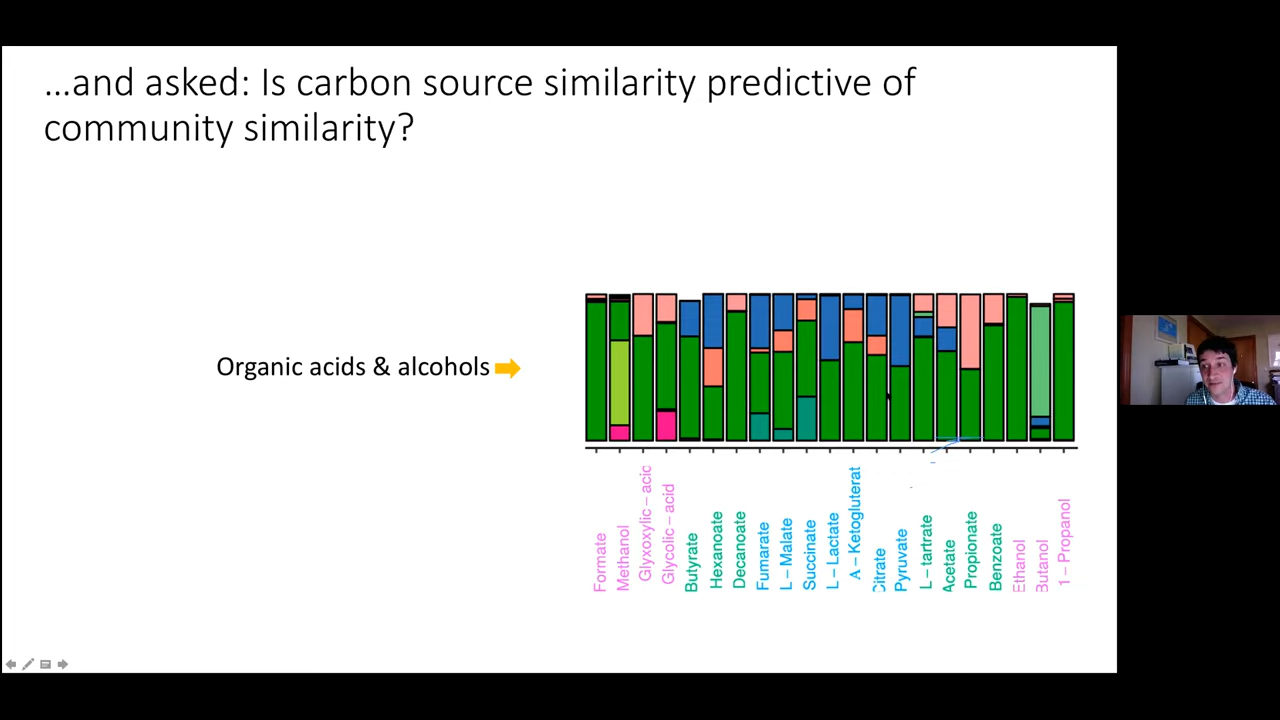 ...and asked: Is carbon source similarity predictive of
community similarity?
Organic acids & alcohols
Formate
Methanol
Glyxoxylic – acid
Glycolic – acid
Butyrate
Hexanoate
Decanoate
Fumarate
L – Malate
Succinate
L – Lactate
A – Ketogluterat
Citrate
Pyruvate
L – tartrate
Acetate
Propionate
Benzoate
Ethanol
Butanol
1 – Propanol